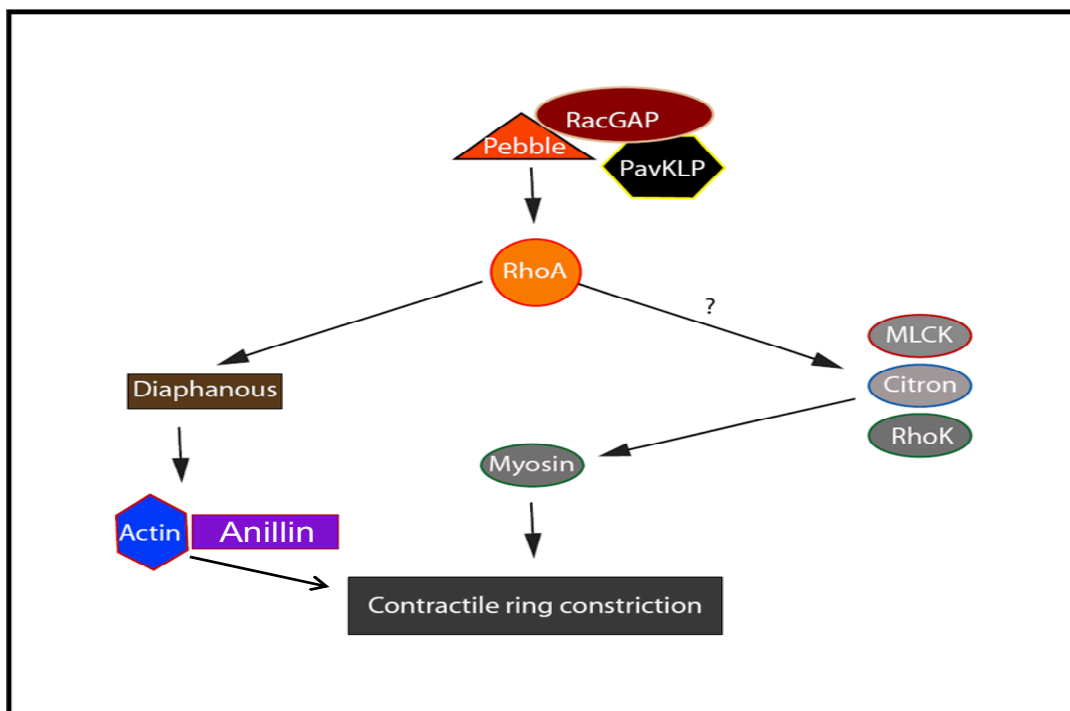 RacGAP
Pebble
PavKLP
RhoA
?
MLCK
Diaphanous
Citron
RhoK
Myosin
Actin
Anillin
Contractile ring constriction